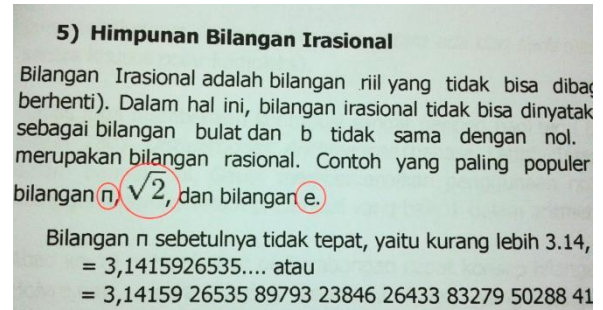 5) Himpunan Bilangan Irasional
Bilangan Irasional adalah bilangan riil yang tidak bisa dibag
berhenti). Dalam hal ini, bilangan irasional tidak bisa dinyatak
sebagai bilangan bulat dan b tidak sama dengan nol.
merupakan bilangan rasional. Contoh yang paling populer
bilangan π, √2, dan bilangan e.
Bilangan π sebetulnya tidak tepat, yaitu kurang lebih 3.14,
= 3,1415926535.... atau
= 3,14159 26535 89793 23846 26433 83279 50288 41